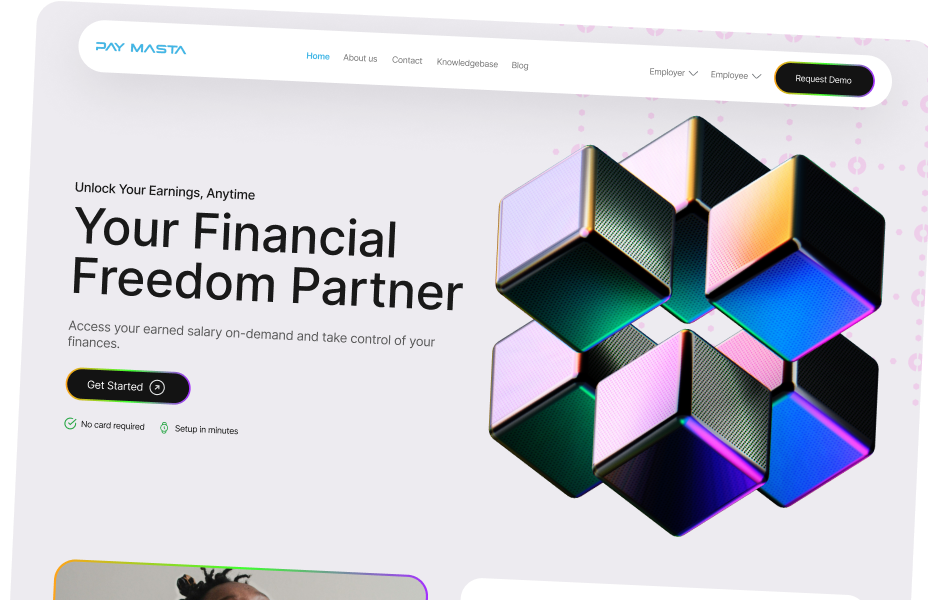 PAY MASTA
Home About us Contact Knowledgebase Blog
Employer Employee Request Demo
Unlock Your Earnings, Anytime
Your Financial
Freedom Partner
Access your earned salary on-demand and take control of your
finances.
Get Started
No card required Setup in minutes